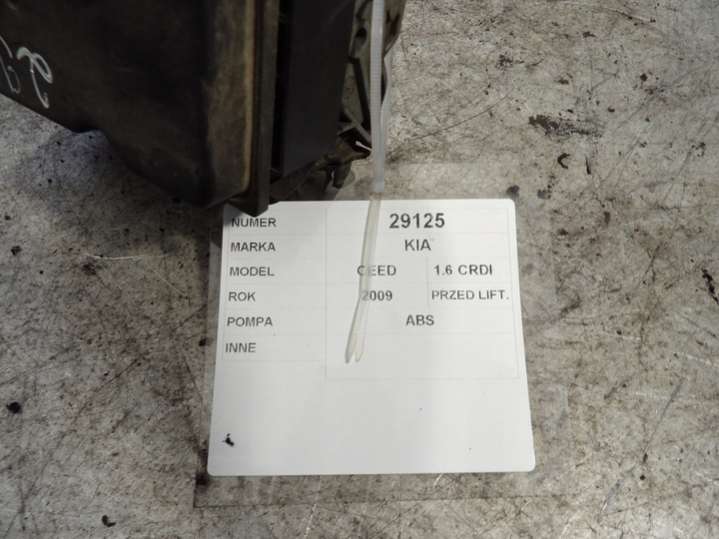 NUMER 29125
MARKA KIA
MODEL CEED 1.6 CRDI
ROK 2009 PRZED LIFT.
POMPA ABS
INNE